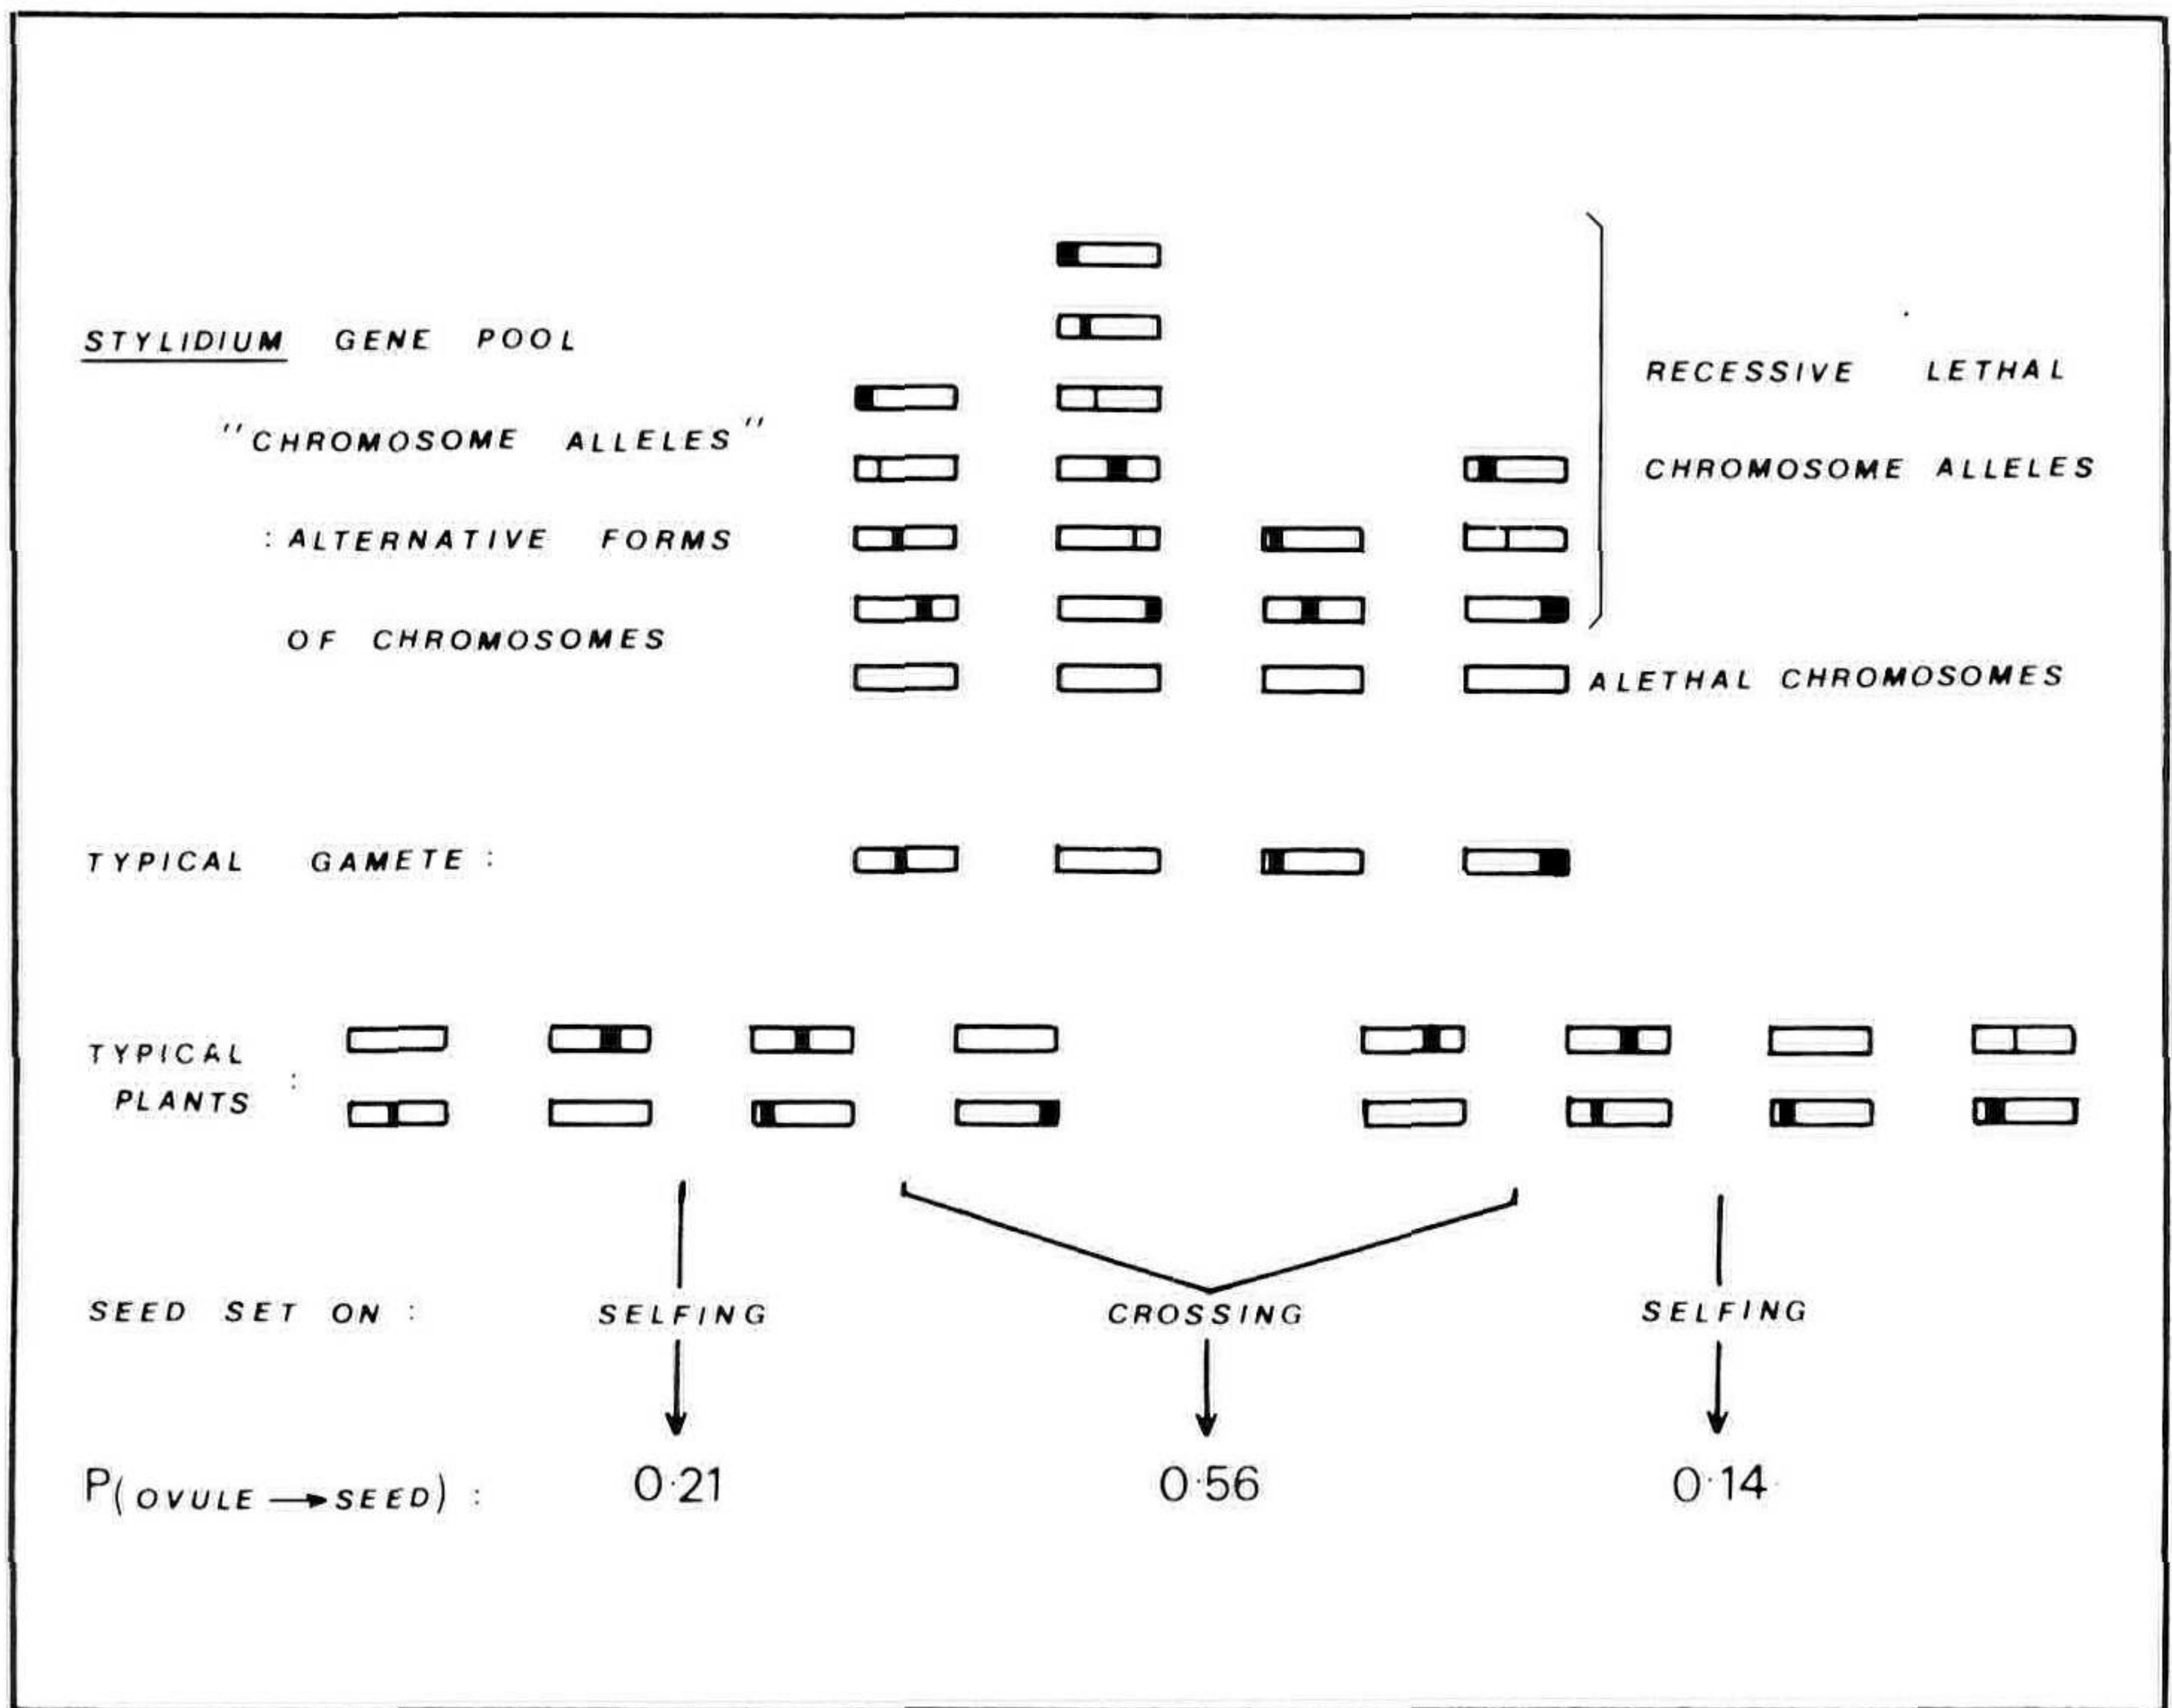 STYLIDIUM GENE POOL
"CHROMOSOME ALLELES"
: ALTERNATIVE FORMS
OF CHROMOSOMES
RECESSIVE LETHAL
CHROMOSOME ALLELES
ALETHAL CHROMOSOMES
TYPICAL GAMETE :
TYPICAL
PLANTS :
SEED SET ON : SELFING CROSSING SELFING
P(OVULE → SEED) : 0·21 0·56 0·14